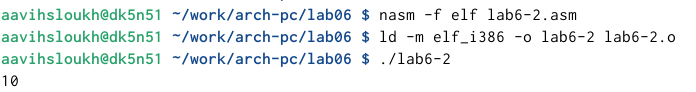 aavihsloukh@dk5n51 ~/work/arch-pc/lab06 $ nasm -f elf lab6-2.asm
aavihsloukh@dk5n51 ~/work/arch-pc/lab06 $ ld -m elf_i386 -o lab6-2 lab6-2.o
aavihsloukh@dk5n51 ~/work/arch-pc/lab06 $ ./lab6-2
10